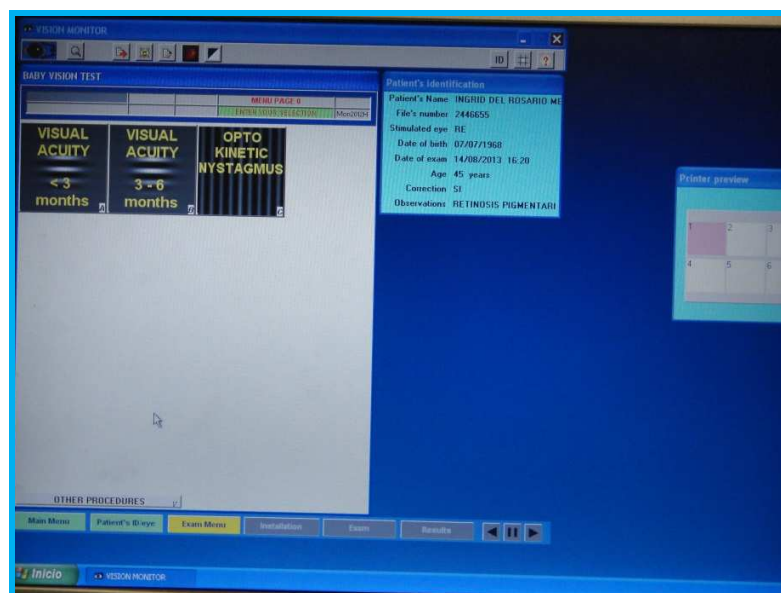 VISION MONITOR
ID
?
BABY VISION TEST
MENU PAGE 0
ENTER YOUR SELECTION
VISUAL ACUITY < 3 months A
VISUAL ACUITY 3 - 6 months
OPTO KINETIC NYSTAGMUS C
Patient's Identification
Patient's Name INGRID DEL ROSARIO ME
File's number 2446655
Stimulated eye RE
Date of birth 07/07/1968
Date of exam 14/08/2013 16:20
Age 45 years
Correction SI
Observations RETINOSIS PIGMENTARI
Printer preview
1 2 3
4 5 6
OTHER PROCEDURES
Main Menu Patient's ID/eye Exam Menu Installation Exam Results
Inicio VISION MONITOR